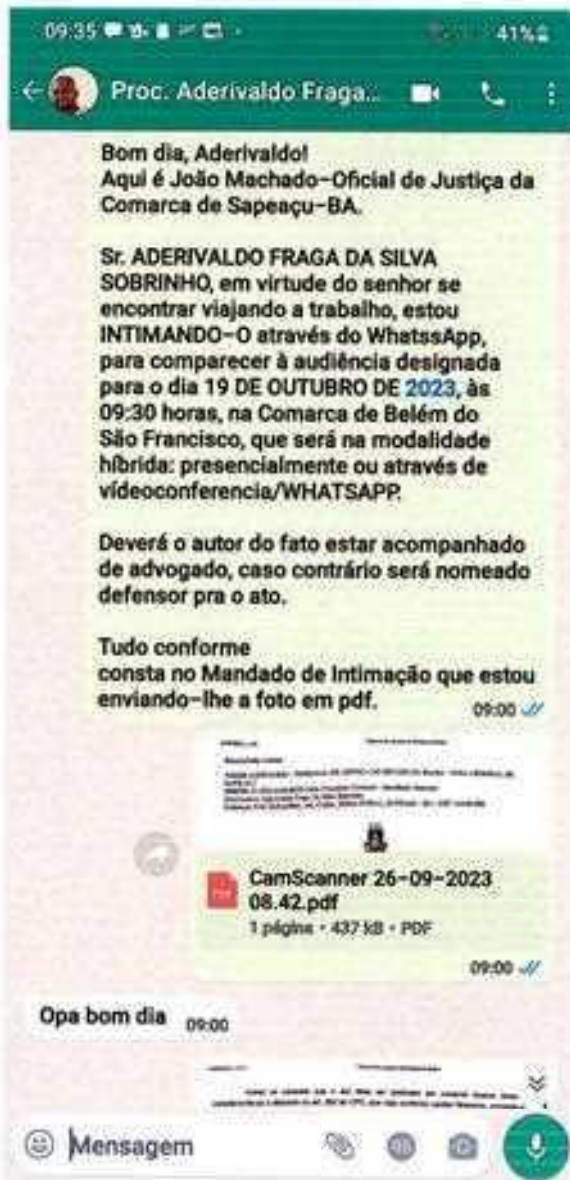 09:35
41%
Proc. Aderivaldo Fraga...
Bom dia, Aderivaldo!
Aqui é João Machado-Oficial de Justiça da
Comarca de Sapeaçu-BA.
Sr. ADERIVALDO FRAGA DA SILVA
SOBRINHO, em virtude do senhor se
encontrar viajando a trabalho, estou
INTIMANDO-O através do WhatssApp,
para comparecer à audiência designada
para o dia 19 DE OUTUBRO DE 2023, às
09:30 horas, na Comarca de Belém do
São Francisco, que será na modalidade
híbrida: presencialmente ou através de
vídeoconferencia/WHATSAPP.
Deverá o autor do fato estar acompanhado
de advogado, caso contrário será nomeado
defensor pra o ato.
Tudo conforme
consta no Mandado de Intimação que estou
enviando-lhe a foto em pdf.
09:00
CamScanner 26-09-2023
08.42.pdf
1 página • 437 kB • PDF
09:00
Opa bom dia 09:00
Mensagem